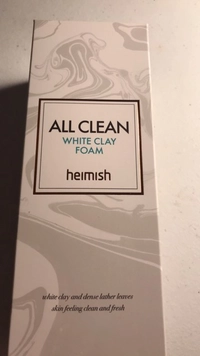 ALL CLEAN
WHITE CLAY
FOAM
heimish
white clay and dense lather leaves
skin feeling clean and fresh